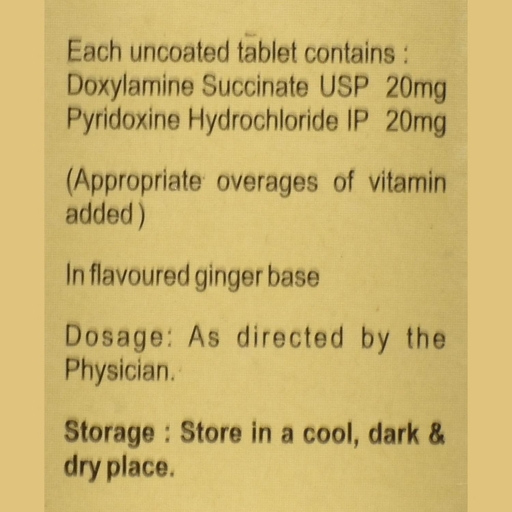 Each uncoated tablet contains :
Doxylamine Succinate USP 20mg
Pyridoxine Hydrochloride IP 20mg
(Appropriate overages of vitamin
added )
In flavoured ginger base
Dosage: As directed by the
Physician.
Storage : Store in a cool, dark &
dry place.